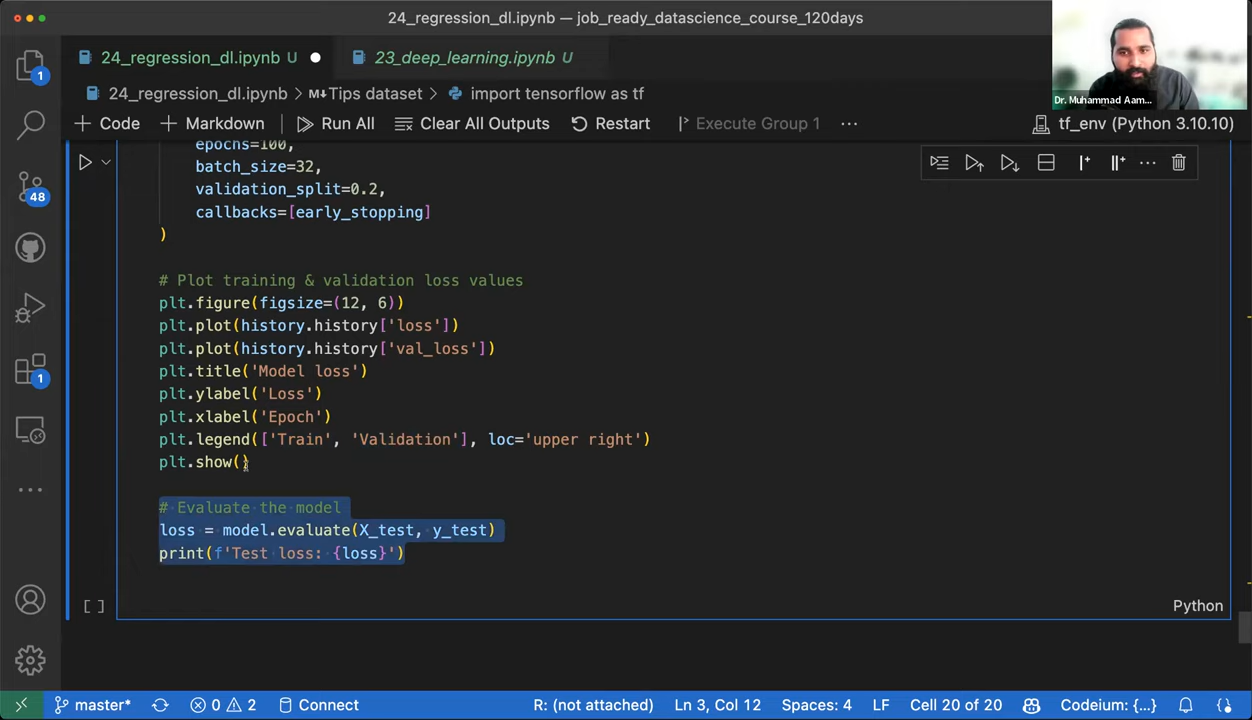 24_regression_dl.ipynb — job_ready_datascience_course_120days
24_regression_dl.ipynb U
23_deep_learning.ipynb U
24_regression_dl.ipynb > M↓ Tips dataset > import tensorflow as tf
+ Code + Markdown Run All Clear All Outputs Restart Execute Group 1 ...
tf_env (Python 3.10.10)
Dr. Muhammad Aam...
1
48
1
epochs=100,
batch_size=32,
validation_split=0.2,
callbacks=[early_stopping]
)
# Plot training & validation loss values
plt.figure(figsize=(12, 6))
plt.plot(history.history['loss'])
plt.plot(history.history['val_loss'])
plt.title('Model loss')
plt.ylabel('Loss')
plt.xlabel('Epoch')
plt.legend(['Train', 'Validation'], loc='upper right')
plt.show()
# Evaluate the model
loss = model.evaluate(X_test, y_test)
print(f'Test loss: {loss}')
[ ]
Python
master* 0 2 Connect R: (not attached) Ln 3, Col 12 Spaces: 4 LF Cell 20 of 20 Codeium: {...}